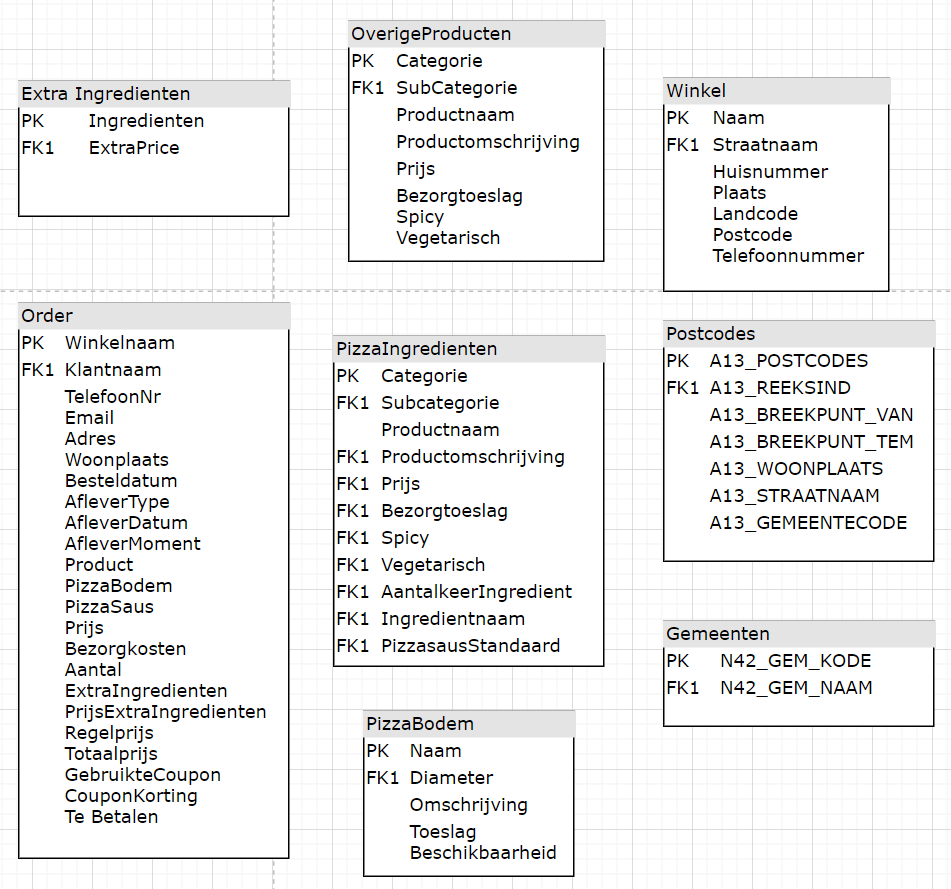 Extra Ingredienten
PK Ingredienten
FK1 ExtraPrice
OverigeProducten
PK Categorie
FK1 SubCategorie
Productnaam
Productomschrijving
Prijs
Bezorgtoeslag
Spicy
Vegetarisch
Winkel
PK Naam
FK1 Straatnaam
Huisnummer
Plaats
Landcode
Postcode
Telefoonnummer
Order
PK Winkelnaam
FK1 Klantnaam
TelefoonNr
Email
Adres
Woonplaats
Besteldatum
AfleverType
AfleverDatum
AfleverMoment
Product
PizzaBodem
PizzaSaus
Prijs
Bezorgkosten
Aantal
ExtraIngredienten
PrijsExtraIngredienten
Regelprijs
Totaalprijs
GebruikteCoupon
CouponKorting
Te Betalen
PizzaIngredienten
PK Categorie
FK1 Subcategorie
Productnaam
FK1 Productomschrijving
FK1 Prijs
FK1 Bezorgtoeslag
FK1 Spicy
FK1 Vegetarisch
FK1 AantalkeerIngredient
FK1 Ingredientnaam
FK1 PizzasausStandaard
Postcodes
PK A13_POSTCODES
FK1 A13_REEKSIND
A13_BREEKPUNT_VAN
A13_BREEKPUNT_TEM
A13_WOONPLAATS
A13_STRAATNAAM
A13_GEMEENTECODE
Gemeenten
PK N42_GEM_KODE
FK1 N42_GEM_NAAM
PizzaBodem
PK Naam
FK1 Diameter
Omschrijving
Toeslag
Beschikbaarheid